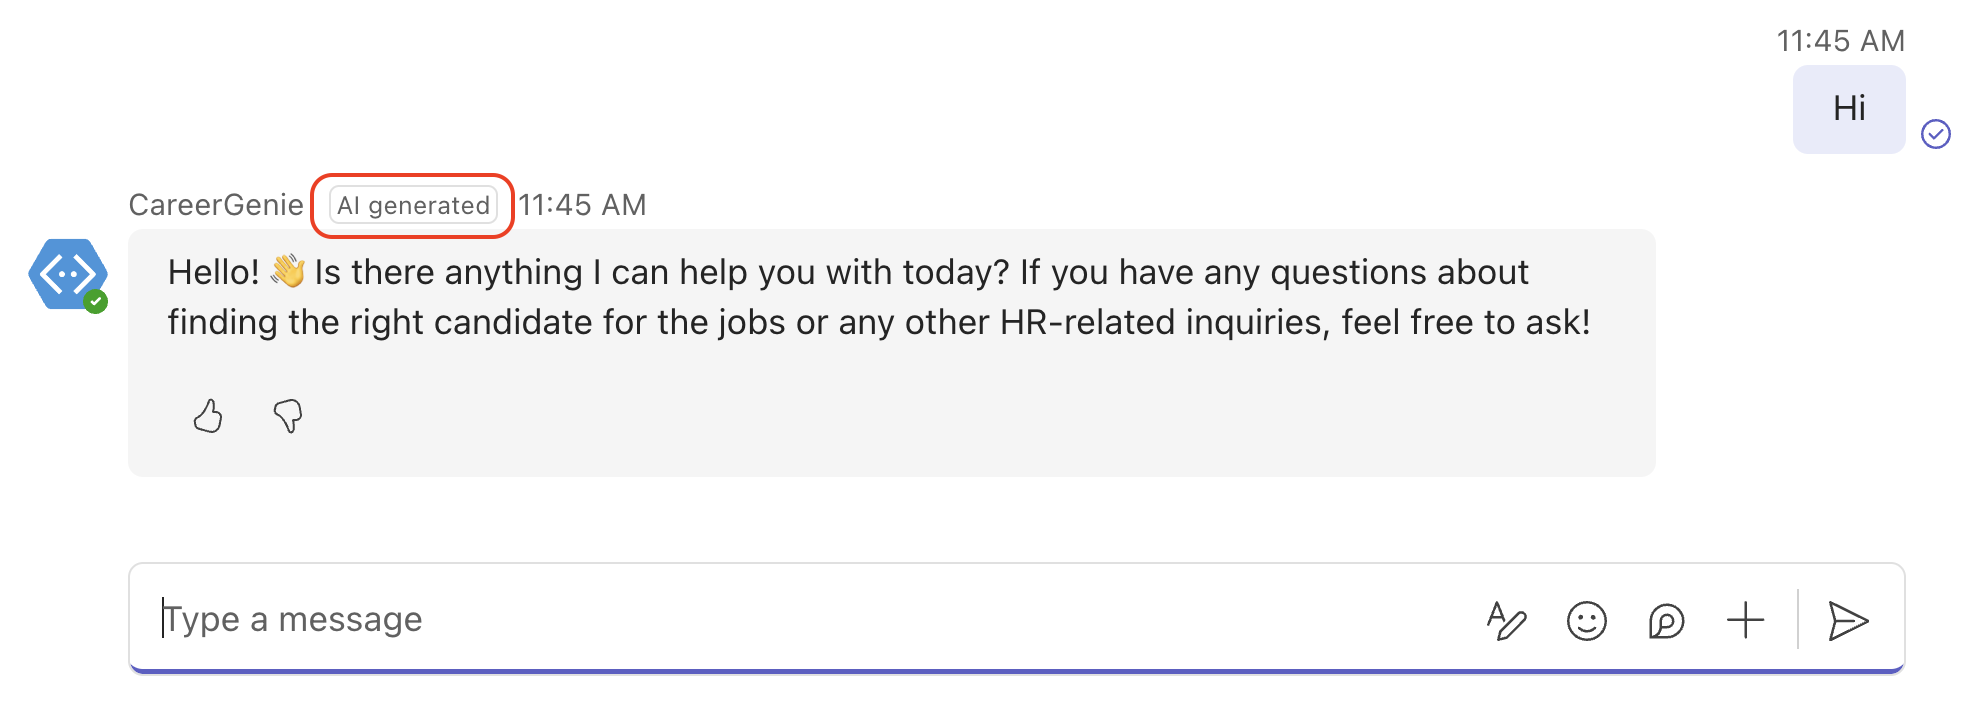 11:45 AM
Hi
CareerGenie AI generated 11:45 AM
Hello! 👋 Is there anything I can help you with today? If you have any questions about
finding the right candidate for the jobs or any other HR-related inquiries, feel free to ask!
Type a message